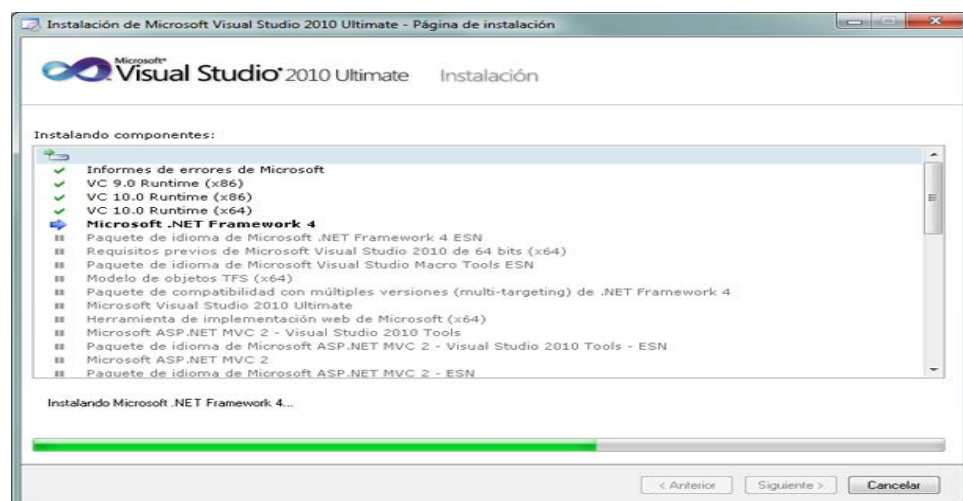 Instalación de Microsoft Visual Studio 2010 Ultimate - Página de instalación
Microsoft®
Visual Studio® 2010 Ultimate Instalación
Instalando componentes:
Informes de errores de Microsoft
VC 9.0 Runtime (x86)
VC 10.0 Runtime (x86)
VC 10.0 Runtime (x64)
Microsoft .NET Framework 4
Paquete de idioma de Microsoft .NET Framework 4 ESN
Requisitos previos de Microsoft Visual Studio 2010 de 64 bits (x64)
Paquete de idioma de Microsoft Visual Studio Macro Tools ESN
Modelo de objetos TFS (x64)
Paquete de compatibilidad con múltiples versiones (multi-targeting) de .NET Framework 4
Microsoft Visual Studio 2010 Ultimate
Herramienta de implementación web de Microsoft (x64)
Microsoft ASP.NET MVC 2 - Visual Studio 2010 Tools
Paquete de idioma de Microsoft ASP.NET MVC 2 - Visual Studio 2010 Tools - ESN
Microsoft ASP.NET MVC 2
Paquete de idioma de Microsoft ASP.NET MVC 2 - ESN
Instalando Microsoft .NET Framework 4...
< Anterior Siguiente > Cancelar